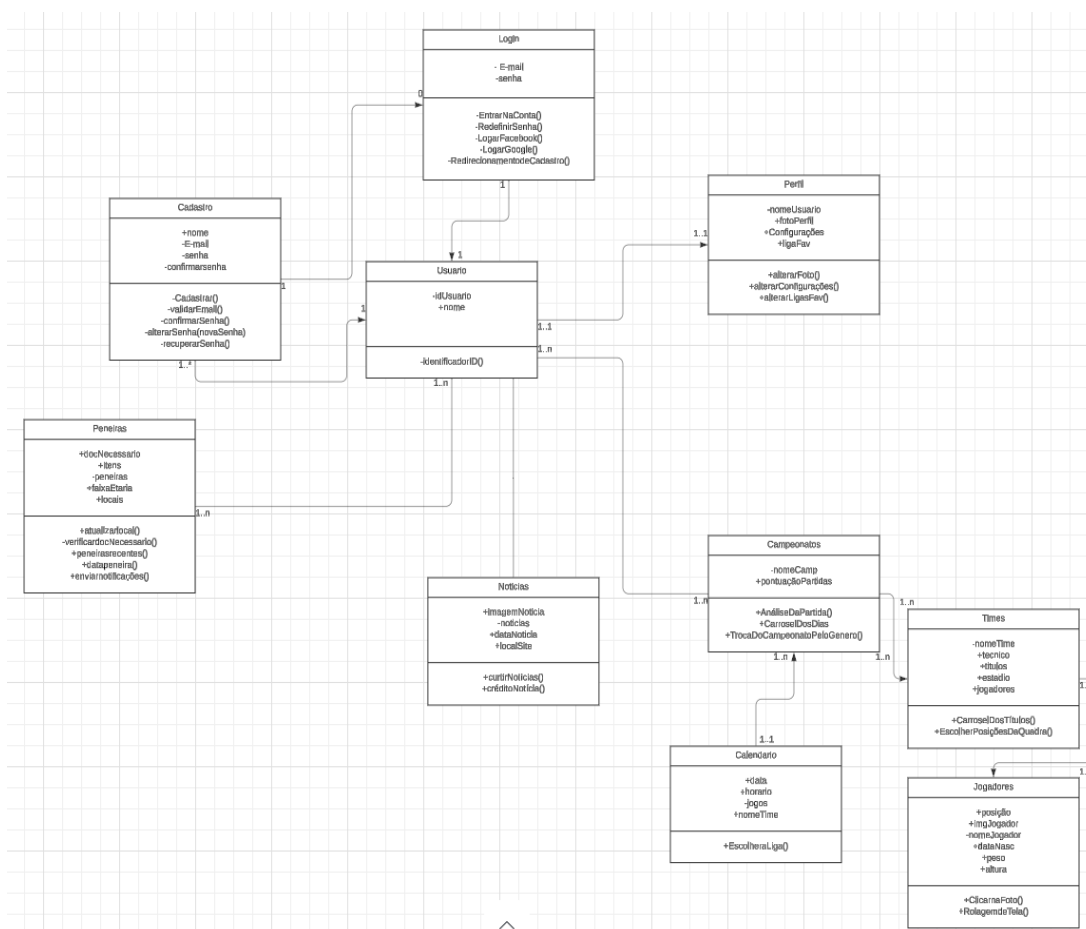 Login
- E-mail
-senha
0
-EntrarNaConta()
-RedefinirSenha()
-LogarFacebook()
-LogarGoogle()
-RedirecionamentodeCadastro()
1
1
Cadastro
+nome
-E-mail
-senha
-confirmarsenha
-Cadastrar()
-validarEmail()
-confirmarSenha()
-alterarSenha(novaSenha)
-recuperarSenha()
1
1..*
1
Usuario
-idUsuario
+nome
-identificadorID()
1..1
1..n
1..n
Perfil
-nomeUsuario
+fotoPerfil
+Configurações
+ligaFav
+alterarFoto()
+alterarConfigurações()
+alterarLigasFav()
1..1
Peneiras
+docNecessario
+itens
-peneiras
+faixaEtaria
+locais
+atualizarlocal()
-verificardocNecessario()
+peneirasrecentes()
+datapeneira()
+enviarnotificações()
1..n
Noticias
+imagemNoticia
-noticias
+dataNoticia
+localSite
+curtirNoticias()
+créditoNotícia()
Campeonatos
-nomeCamp
+pontuaçãoPartidas
+AnáliseDaPartida()
+CarroselDosDias
+TrocaDoCampeonatoPeloGenero()
1..n
1..n
1..n
1..n
Times
-nomeTime
+tecnico
+titulos
+estadio
+jogadores
+CarroselDosTítulos()
+EscolherPosiçõesDaQuadra()
1..
1..1
Calendario
+data
+horario
-jogos
+nomeTime
+EscolheraLiga()
1..
Jogadores
+posição
+imgJogador
-nomeJogador
+dataNasc
+peso
+altura
+ClicarnaFoto()
+RolagemdeTela()